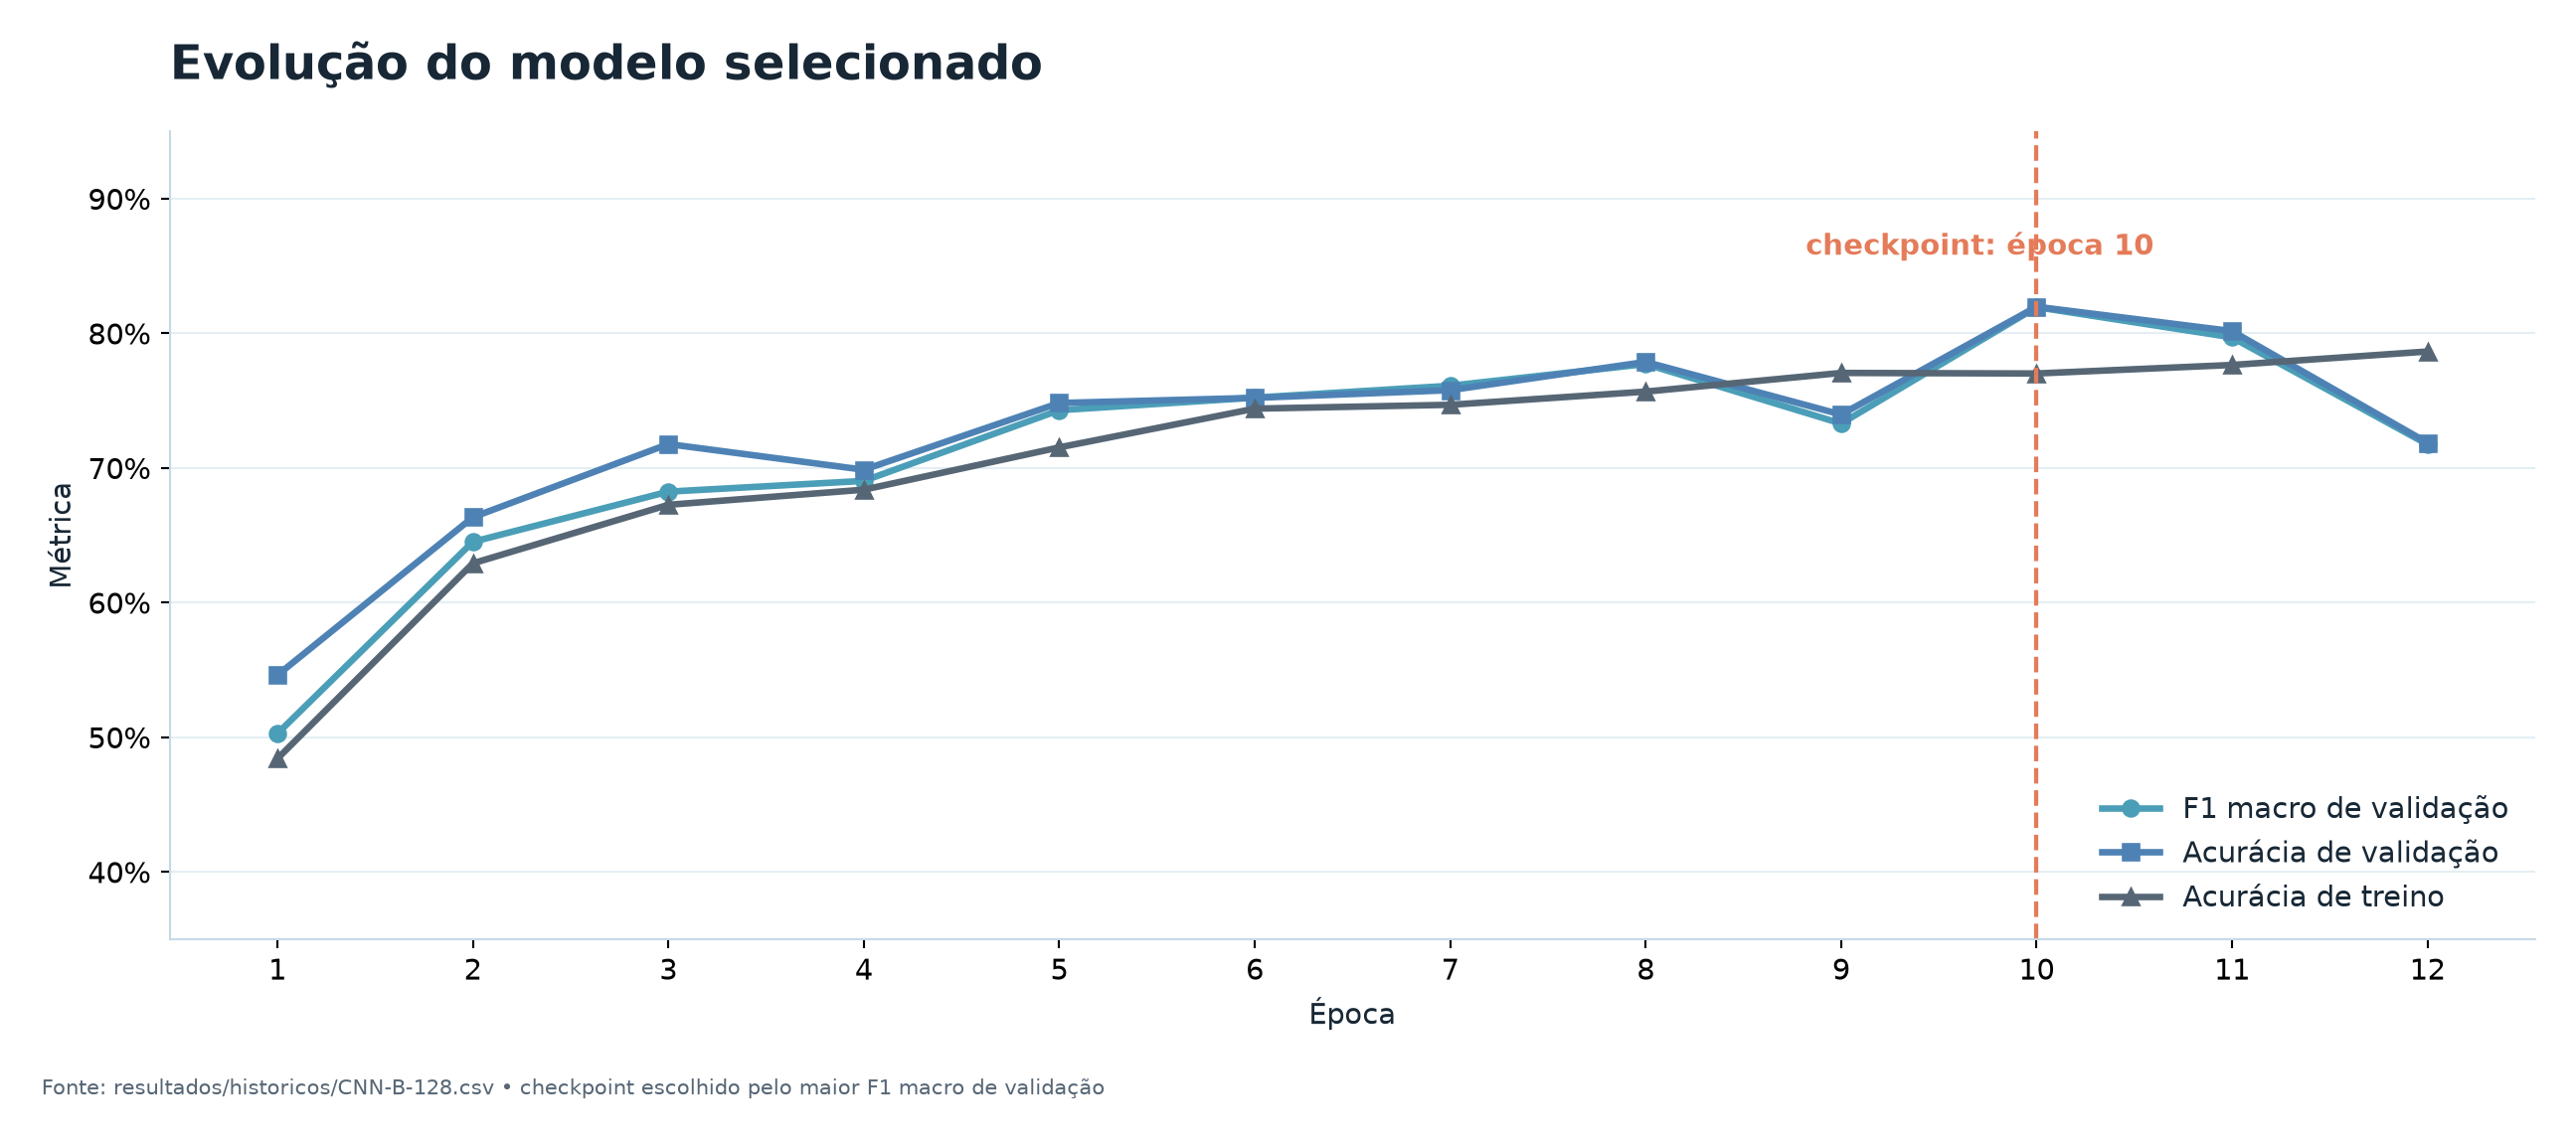 Evolução do modelo selecionado
90%
80%
70%
60%
50%
40%
Métrica
checkpoint: época 10
F1 macro de validação
Acurácia de validação
Acurácia de treino
1 2 3 4 5 6 7 8 9 10 11 12
Época
Fonte: resultados/historicos/CNN-B-128.csv • checkpoint escolhido pelo maior F1 macro de validação